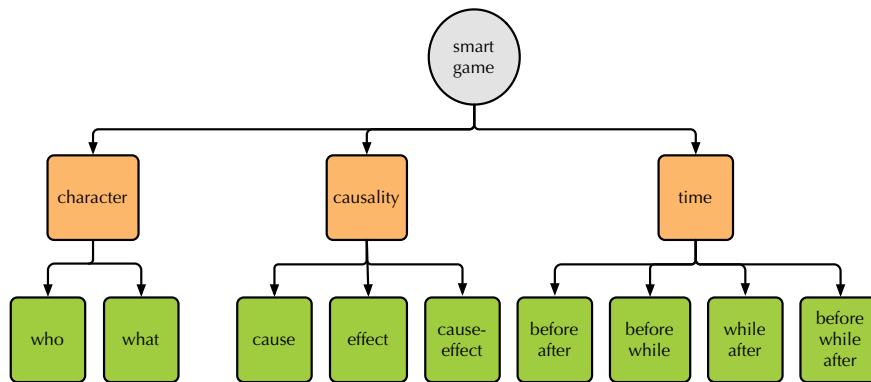 smart
game
character
causality
time
who
what
cause
effect
cause-
effect
before
after
before
while
while
after
before
while
after